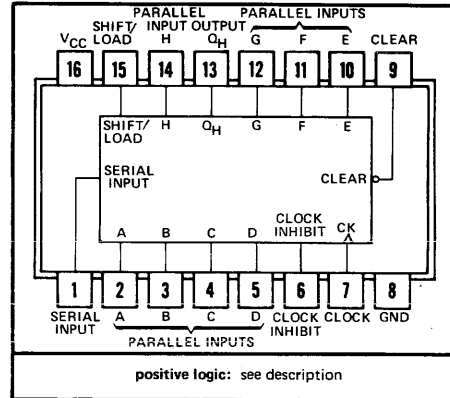 PARALLEL PARALLEL INPUTS
SHIFT/ INPUT OUTPUT
VCC LOAD H QH G F E CLEAR
16 15 14 13 12 11 10 9
SHIFT/ H QH G F E
LOAD
SERIAL
INPUT
CLEAR
CLOCK
INHIBIT CK
A B C D
1 2 3 4 5 6 7 8
SERIAL A B C D CLOCK CLOCK GND
INPUT INHIBIT
PARALLEL INPUTS
positive logic: see description